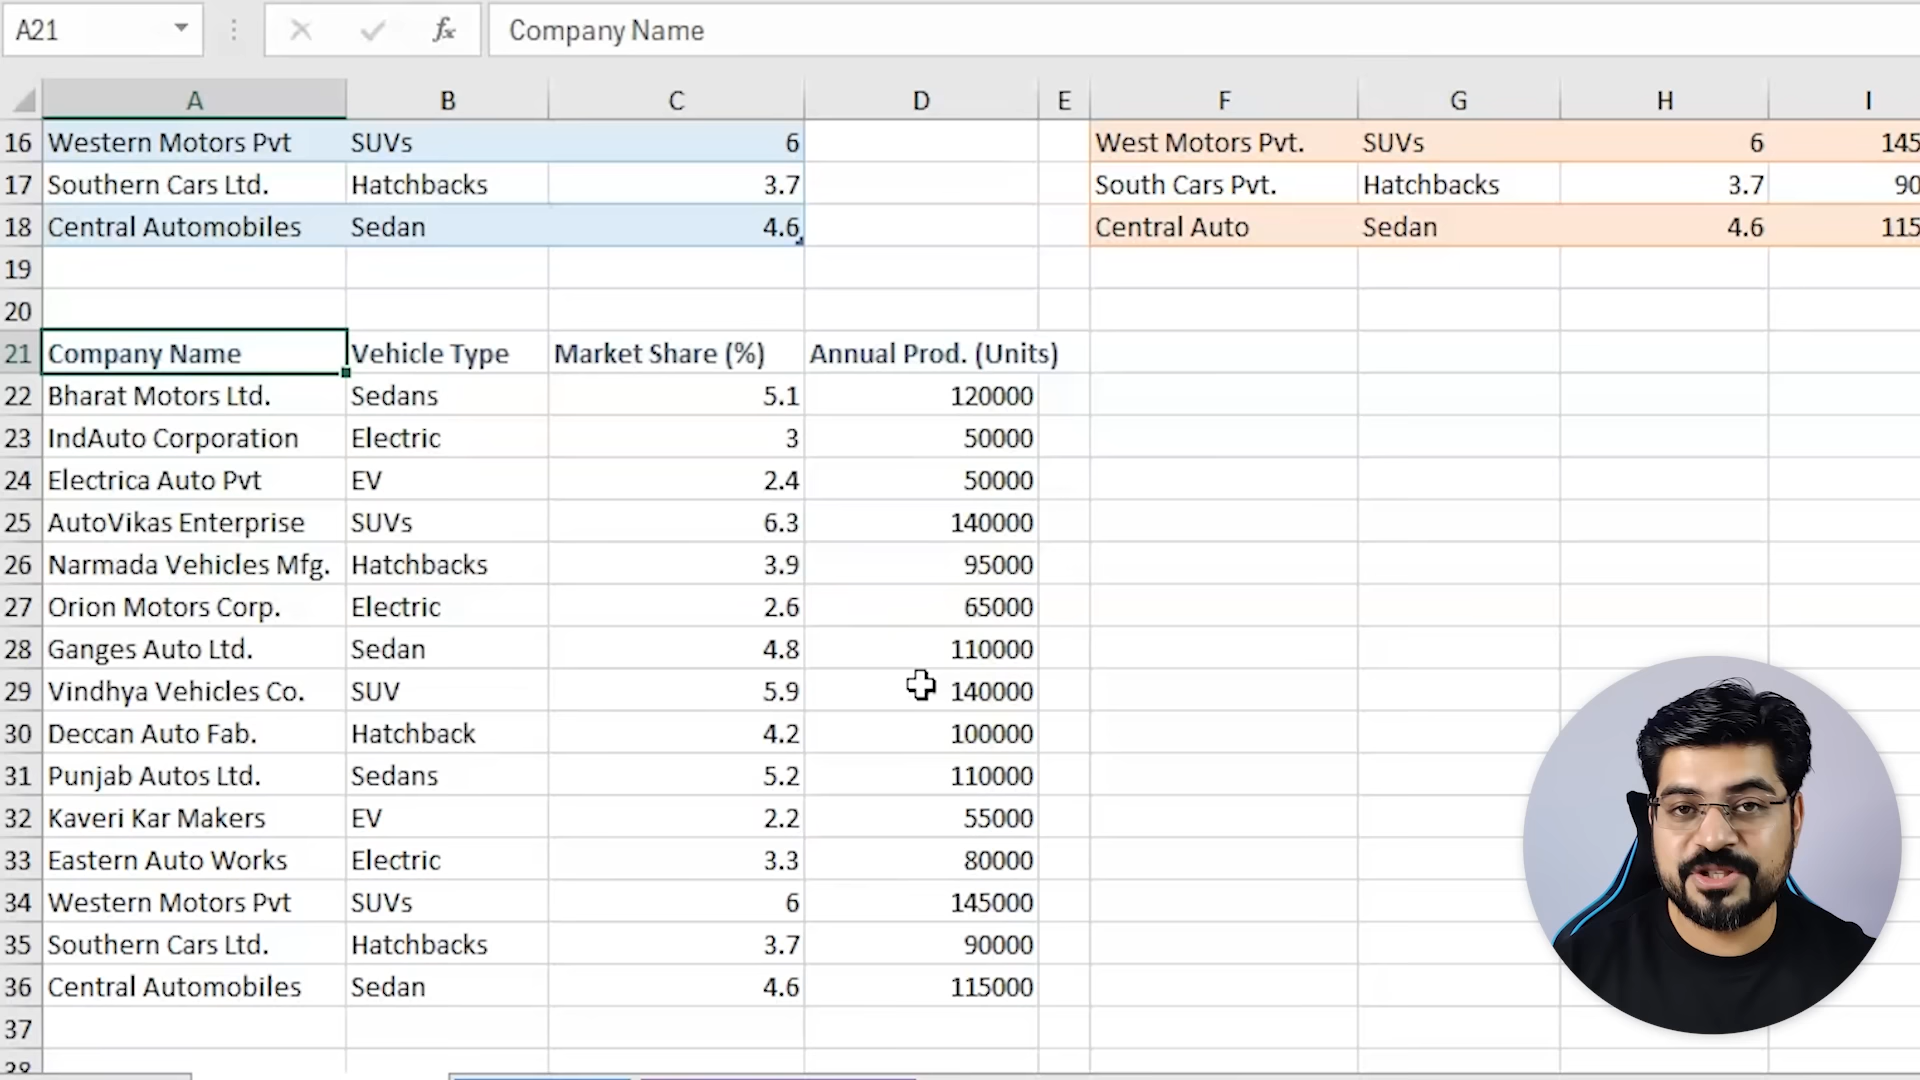 A21 fx Company Name
A B C D E F G H I
16 Western Motors Pvt SUVs 6 West Motors Pvt. SUVs 6 145
17 Southern Cars Ltd. Hatchbacks 3.7 South Cars Pvt. Hatchbacks 3.7 90
18 Central Automobiles Sedan 4.6 Central Auto Sedan 4.6 115
19
20
21 Company Name Vehicle Type Market Share (%) Annual Prod. (Units)
22 Bharat Motors Ltd. Sedans 5.1 120000
23 IndAuto Corporation Electric 3 50000
24 Electrica Auto Pvt EV 2.4 50000
25 AutoVikas Enterprise SUVs 6.3 140000
26 Narmada Vehicles Mfg. Hatchbacks 3.9 95000
27 Orion Motors Corp. Electric 2.6 65000
28 Ganges Auto Ltd. Sedan 4.8 110000
29 Vindhya Vehicles Co. SUV 5.9 140000
30 Deccan Auto Fab. Hatchback 4.2 100000
31 Punjab Autos Ltd. Sedans 5.2 110000
32 Kaveri Kar Makers EV 2.2 55000
33 Eastern Auto Works Electric 3.3 80000
34 Western Motors Pvt SUVs 6 145000
35 Southern Cars Ltd. Hatchbacks 3.7 90000
36 Central Automobiles Sedan 4.6 115000
37
38